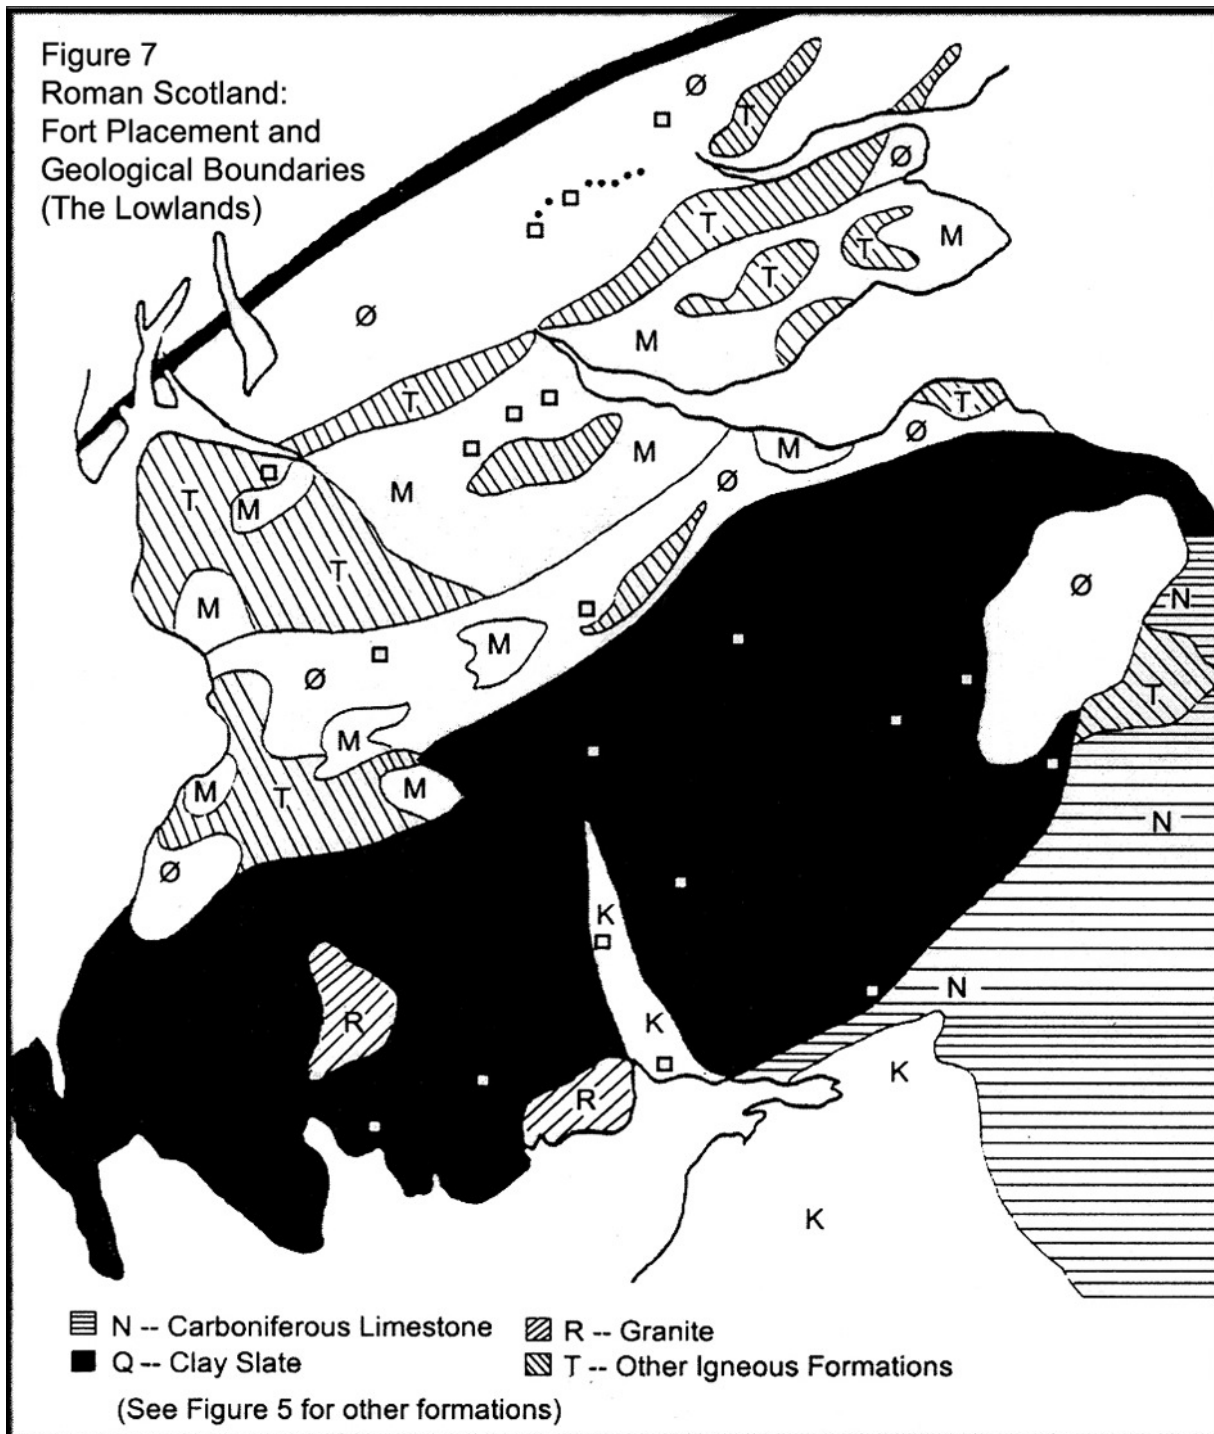 Figure 7
Roman Scotland:
Fort Placement and
Geological Boundaries
(The Lowlands)
Ø
T
Ø
T
M
T
T
Ø
M
T
M
T
Ø
M
M
T
M
M
Ø
T
Ø
N
M
M
Ø
T
M
M
T
M
N
Ø
K
N
R
K
K
R
K
N -- Carboniferous Limestone
R -- Granite
Q -- Clay Slate
T -- Other Igneous Formations
(See Figure 5 for other formations)